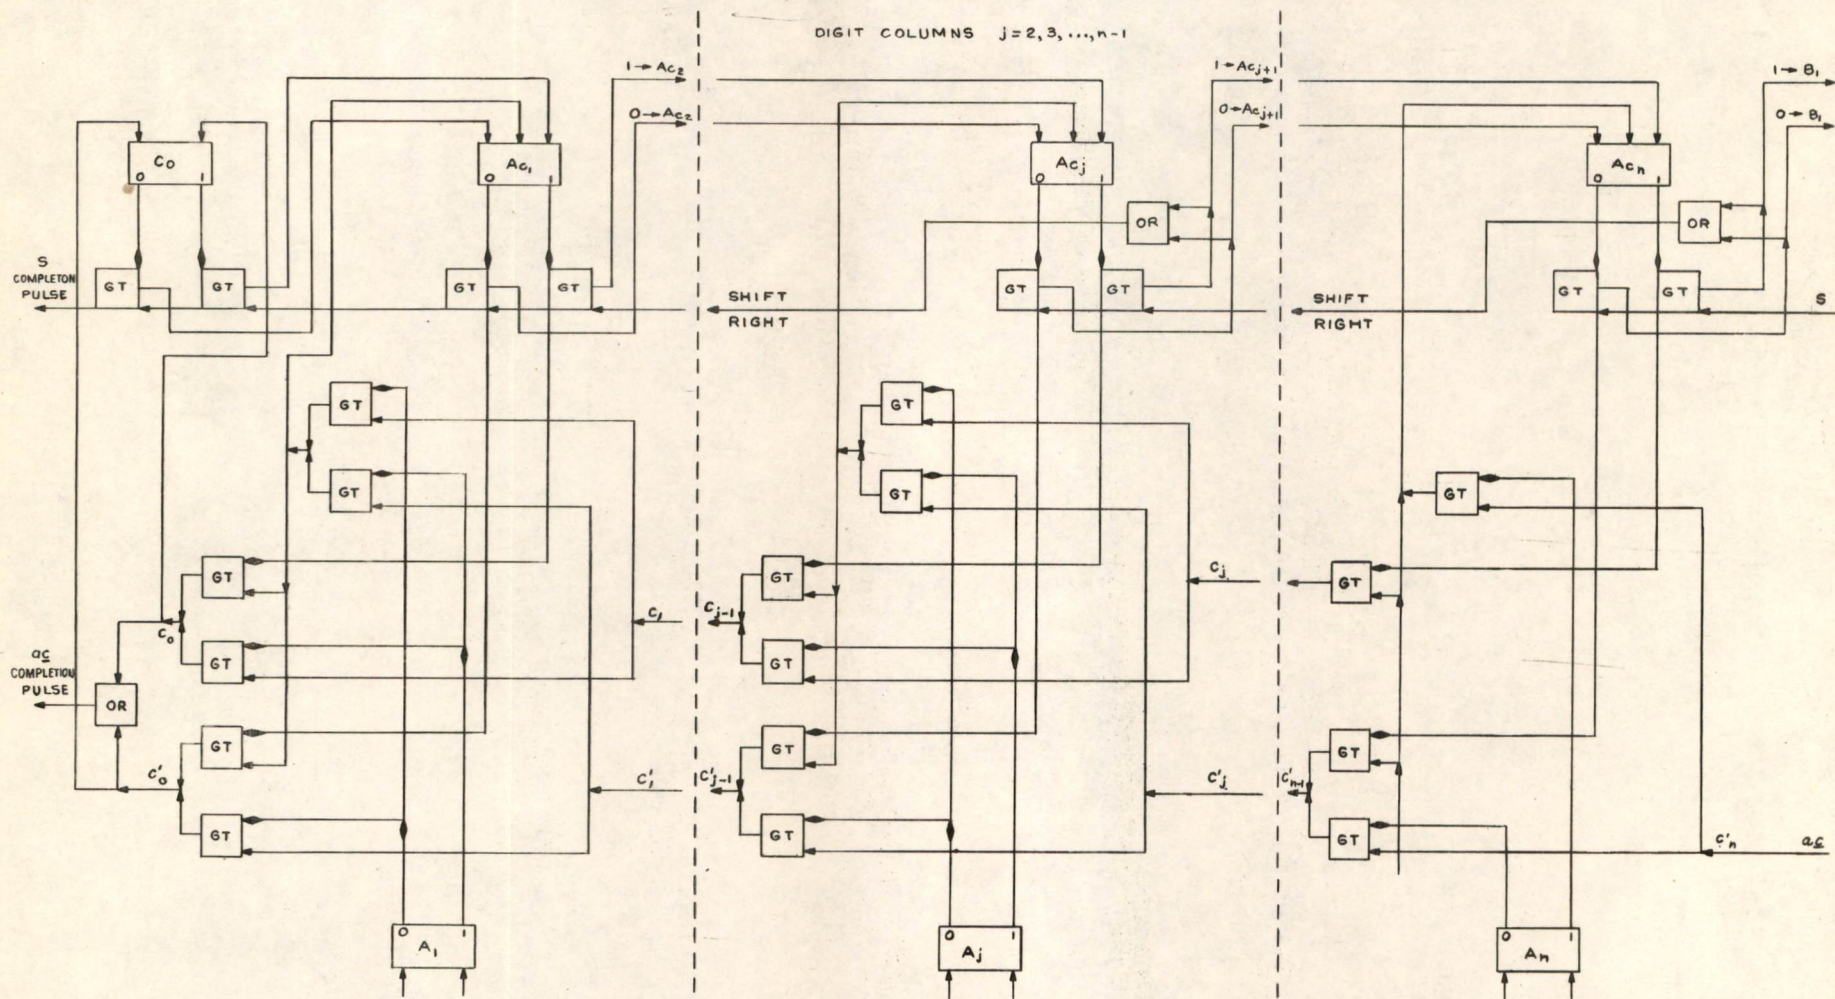 DIGIT COLUMNS j=2,3,...,n-1
1→Ac₂
1→Acⱼ₊₁
1→B₁
0→Ac₂
0→Acⱼ₊₁
0→B₁
C₀
0 1
Ac₁
0 1
Acⱼ
0 1
Acₙ
0 1
OR
OR
S
COMPLETON
PULSE
GT
GT
GT
GT
SHIFT
RIGHT
GT
GT
SHIFT
RIGHT
GT
GT
S
GT
GT
GT
GT
GT
GT
GT
GT
Cⱼ
GT
C₀
C₁
Cⱼ₋₁
GT
GT
ac
COMPLETION
PULSE
OR
GT
GT
GT
C'₀
C'₁
C'ⱼ₋₁
C'ⱼ
C'n-1
GT
GT
GT
C'ₙ
ac
0 1
A₁
0 1
Aⱼ
0 1
Aₙ